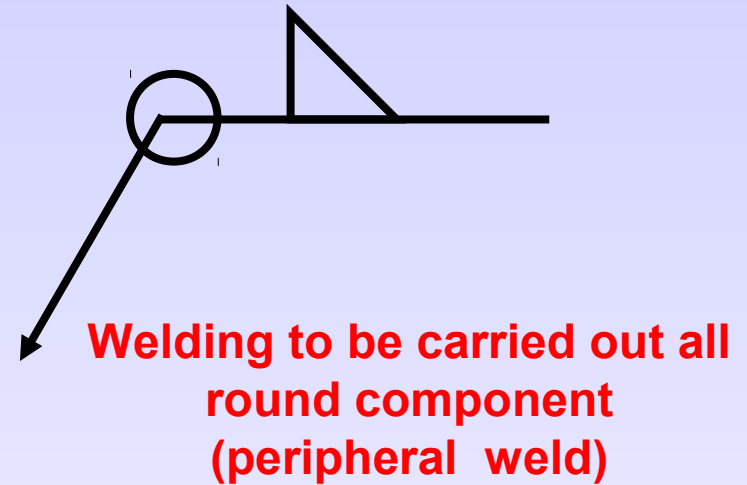 Welding to be carried out all
round component
(peripheral weld)